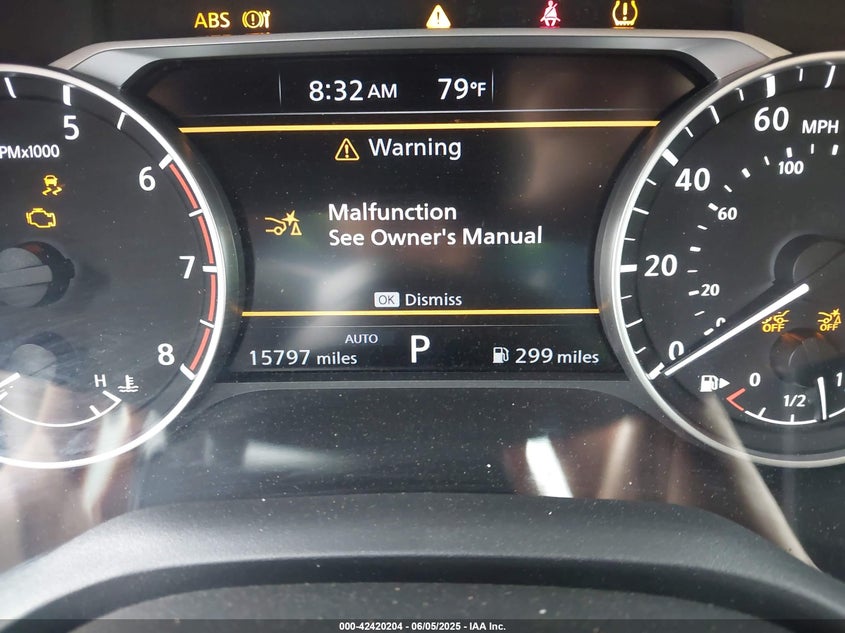 ABS
8:32 AM 79°F
5
60 MPH
PMx1000
100
Warning
6
40
60
Malfunction
See Owner's Manual
7
20
20
OK Dismiss
0
OFF OFF
8
AUTO
15797 miles P 299 miles
0
H
0 1/2 1
000-42420204 - 06/05/2025 - IAA Inc.